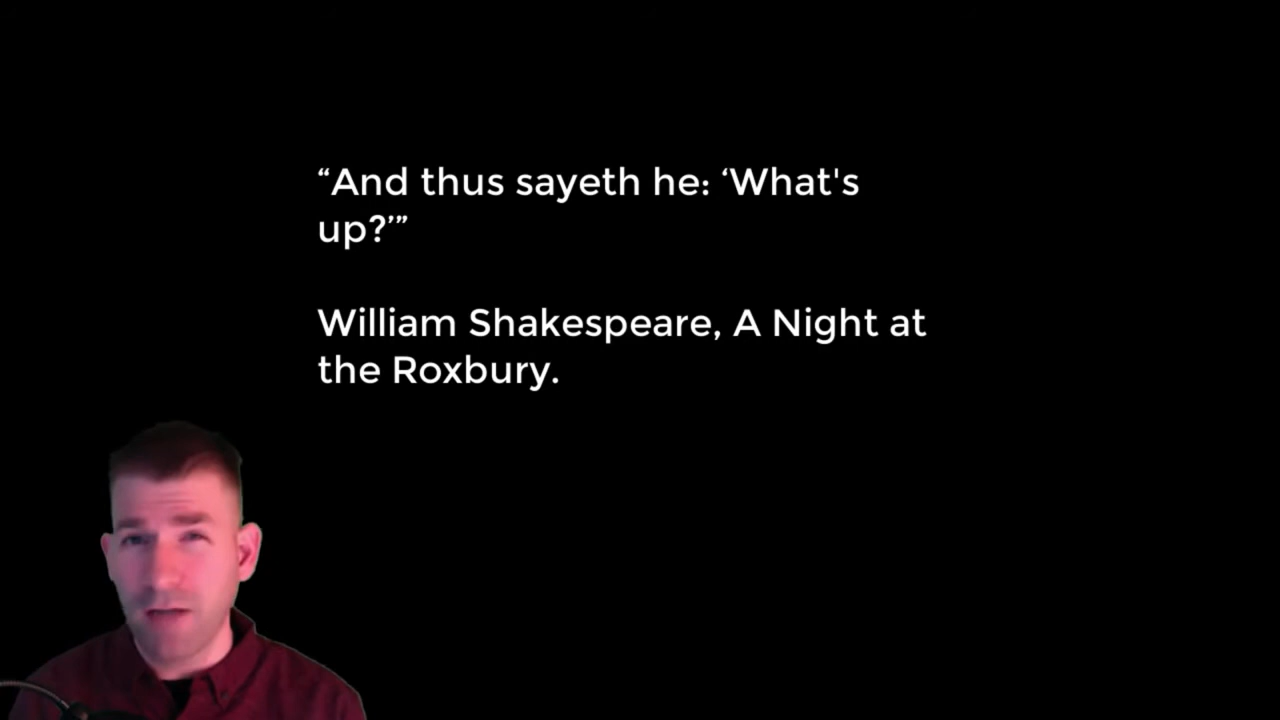 “And thus sayeth he: ‘What's
up?’”
William Shakespeare, A Night at
the Roxbury.